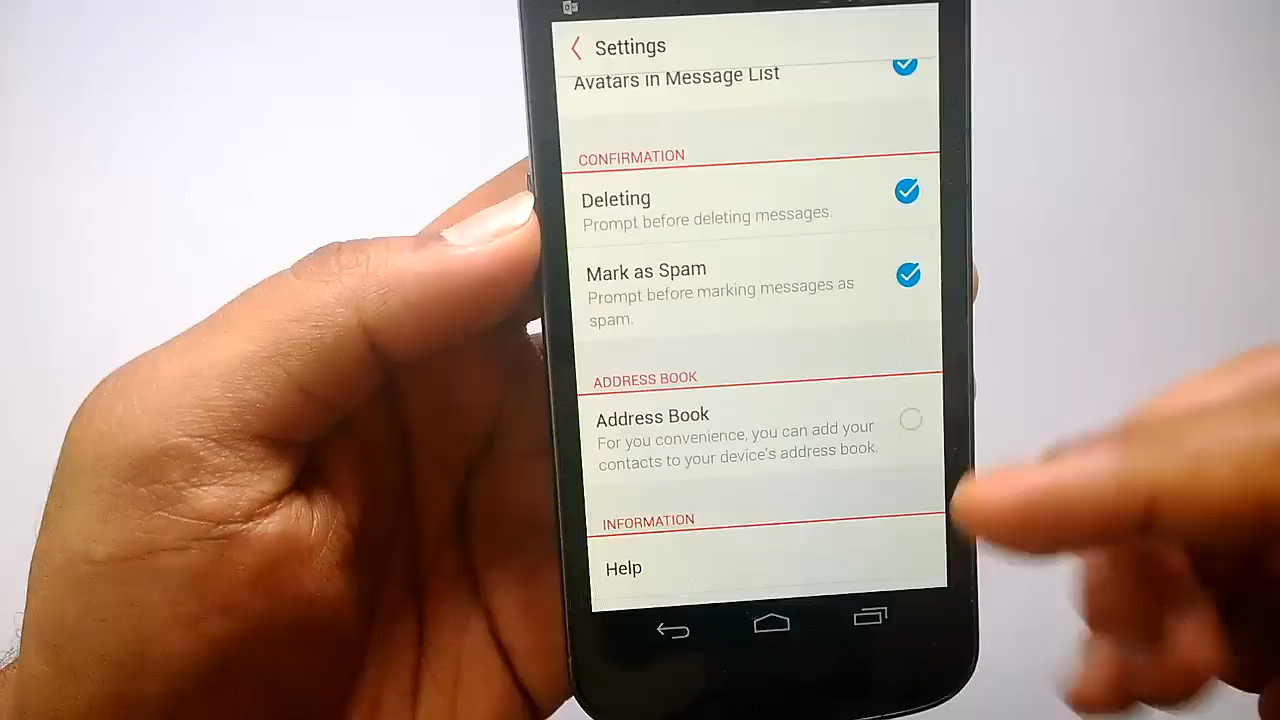 Settings
Avatars in Message List
CONFIRMATION
Deleting
Prompt before deleting messages.
Mark as Spam
Prompt before marking messages as
spam.
ADDRESS BOOK
Address Book
For you convenience, you can add your
contacts to your device's address book.
INFORMATION
Help